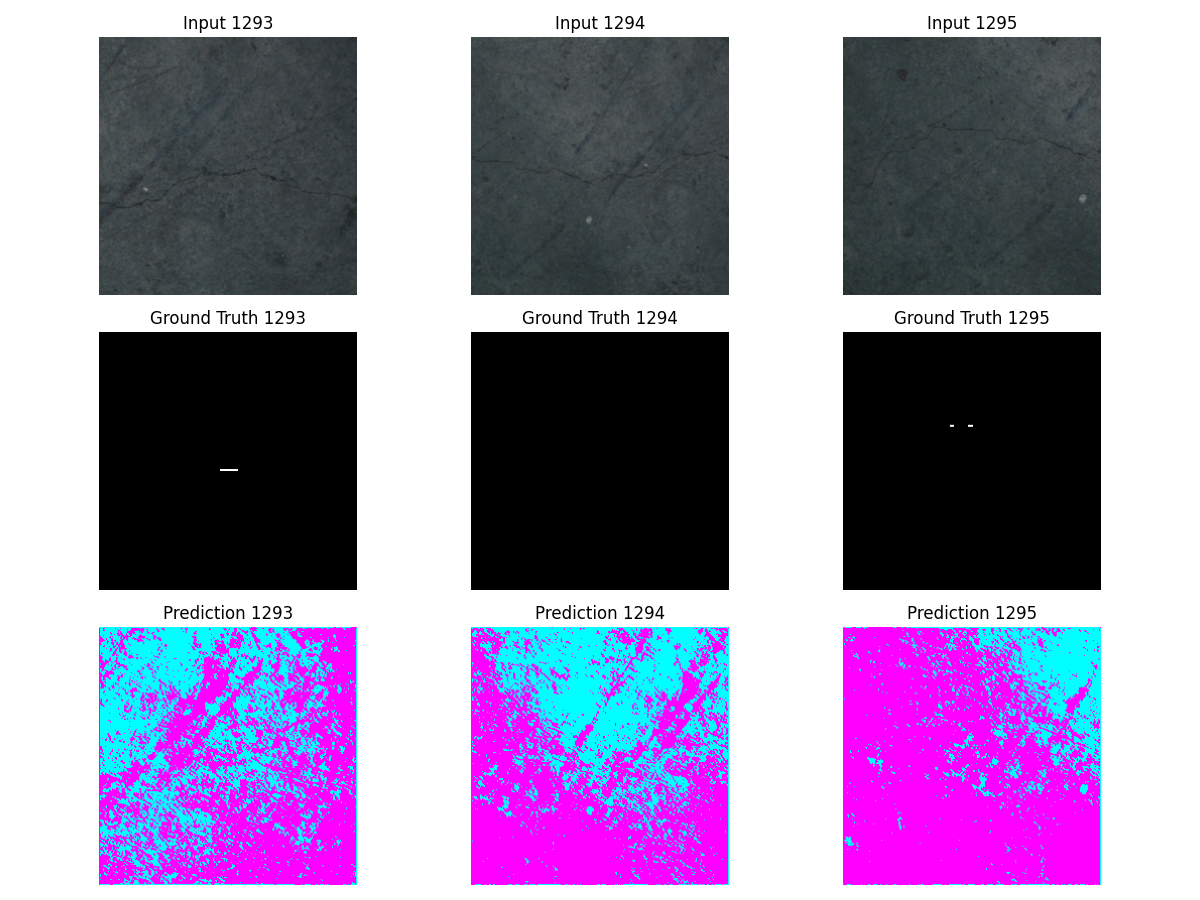 Input 1293
Input 1294
Input 1295
Ground Truth 1293
Ground Truth 1294
Ground Truth 1295
Prediction 1293
Prediction 1294
Prediction 1295